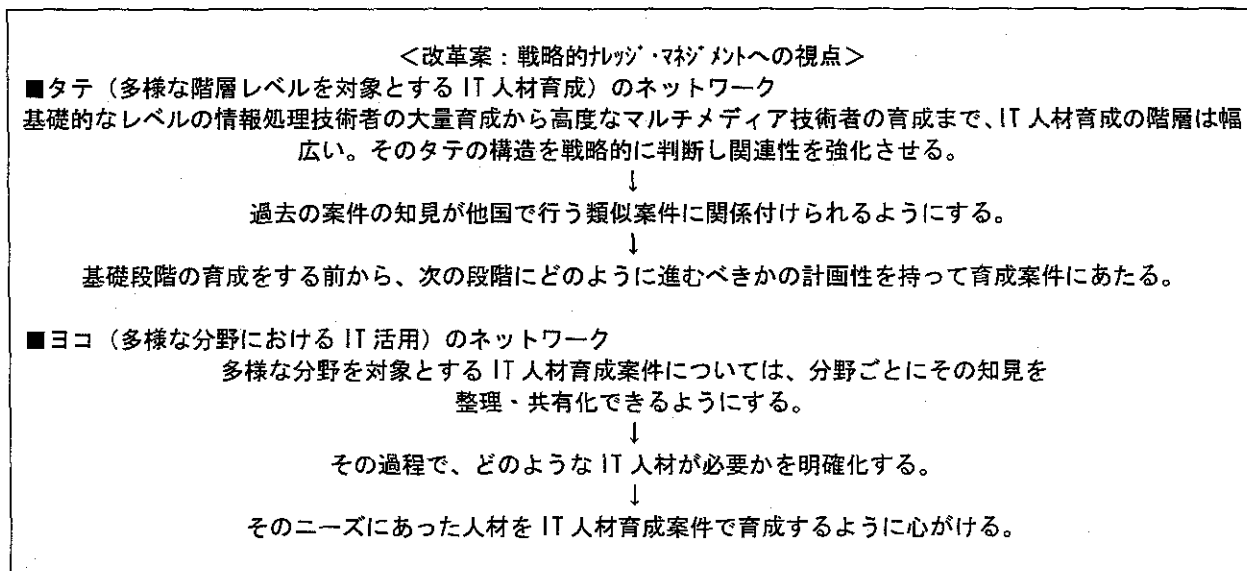 ＜改革案：戦略的ﾅﾚｯｼﾞ・ﾏﾈｼﾞﾒﾝﾄへの視点＞
■タテ（多様な階層レベルを対象とする IT 人材育成）のネットワーク
基礎的なレベルの情報処理技術者の大量育成から高度なマルチメディア技術者の育成まで、IT 人材育成の階層は幅
広い。そのタテの構造を戦略的に判断し関連性を強化させる。
↓
過去の案件の知見が他国で行う類似案件に関係付けられるようにする。
↓
基礎段階の育成をする前から、次の段階にどのように進むべきかの計画性を持って育成案件にあたる。
■ヨコ（多様な分野における IT 活用）のネットワーク
多様な分野を対象とする IT 人材育成案件については、分野ごとにその知見を
整理・共有化できるようにする。
↓
その過程で、どのような IT 人材が必要かを明確化する。
↓
そのニーズにあった人材を IT 人材育成案件で育成するように心がける。